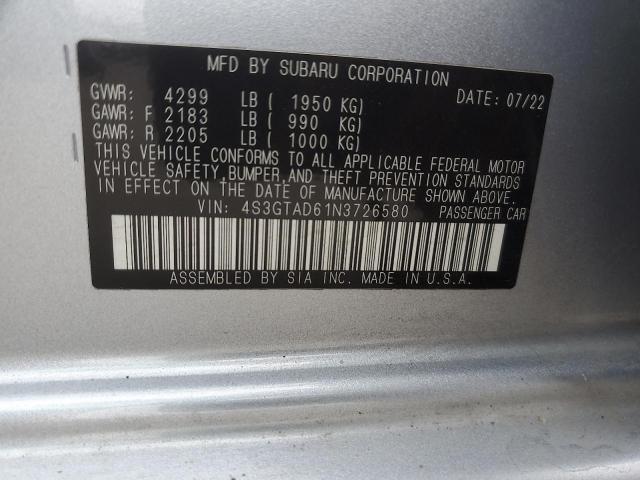 MFD BY SUBARU CORPORATION
GVWR: 4299 LB ( 1950 KG) DATE: 07/22
GAWR: F 2183 LB ( 990 KG)
GAWR: R 2205 LB ( 1000 KG)
THIS VEHICLE CONFORMS TO ALL APPLICABLE FEDERAL MOTOR
VEHICLE SAFETY, BUMPER, AND THEFT PREVENTION STANDARDS
IN EFFECT ON THE DATE OF MANUFACTURE SHOWN ABOVE.
VIN: 4S3GTAD61N3726580 PASSENGER CAR
ASSEMBLED BY SIA INC. MADE IN U.S.A.